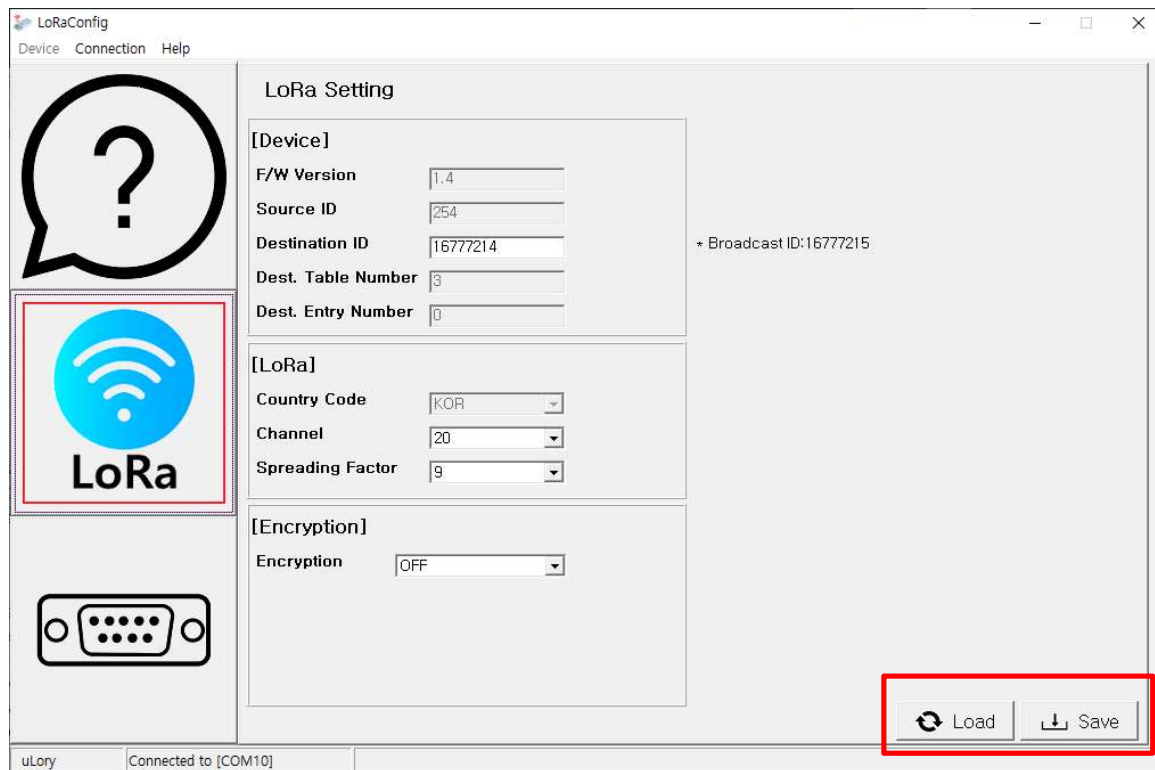 LoRaConfig
Device Connection Help
?
LoRa Setting
[Device]
F/W Version 1.4
Source ID 254
Destination ID 16777214 * Broadcast ID:16777215
Dest. Table Number 3
Dest. Entry Number 0
[LoRa]
Country Code KOR
Channel 20
Spreading Factor 9
LoRa
[Encryption]
Encryption OFF
Load Save
uLory Connected to [COM10]